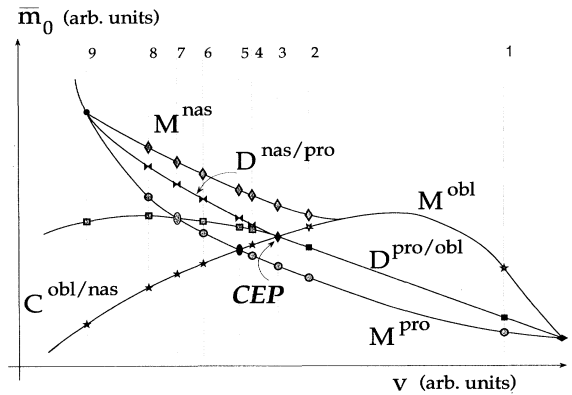 m̅₀ (arb. units)
9 8 7 6 5 4 3 2 1
M^nas
D^nas/pro
M^obl
D^pro/obl
C^obl/nas
CEP
M^pro
v (arb. units)